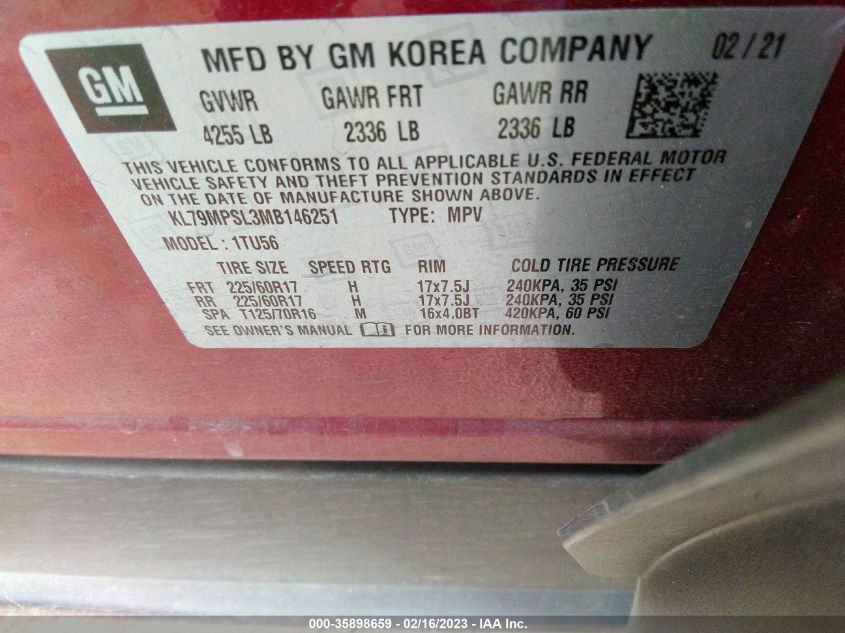 GM
MFD BY GM KOREA COMPANY 02 / 21
GVWR GAWR FRT GAWR RR
4255 LB 2336 LB 2336 LB
THIS VEHICLE CONFORMS TO ALL APPLICABLE U.S. FEDERAL MOTOR
VEHICLE SAFETY AND THEFT PREVENTION STANDARDS IN EFFECT
ON THE DATE OF MANUFACTURE SHOWN ABOVE.
KL79MPSL3MB146251 TYPE: MPV
MODEL : 1TU56
TIRE SIZE SPEED RTG RIM COLD TIRE PRESSURE
FRT 225/60R17 H 17x7.5J 240KPA, 35 PSI
RR 225/60R17 H 17x7.5J 240KPA, 35 PSI
SPA T125/70R16 M 16x4.0BT 420KPA, 60 PSI
SEE OWNER'S MANUAL FOR MORE INFORMATION.
000-35898659 - 02/16/2023 - IAA Inc.